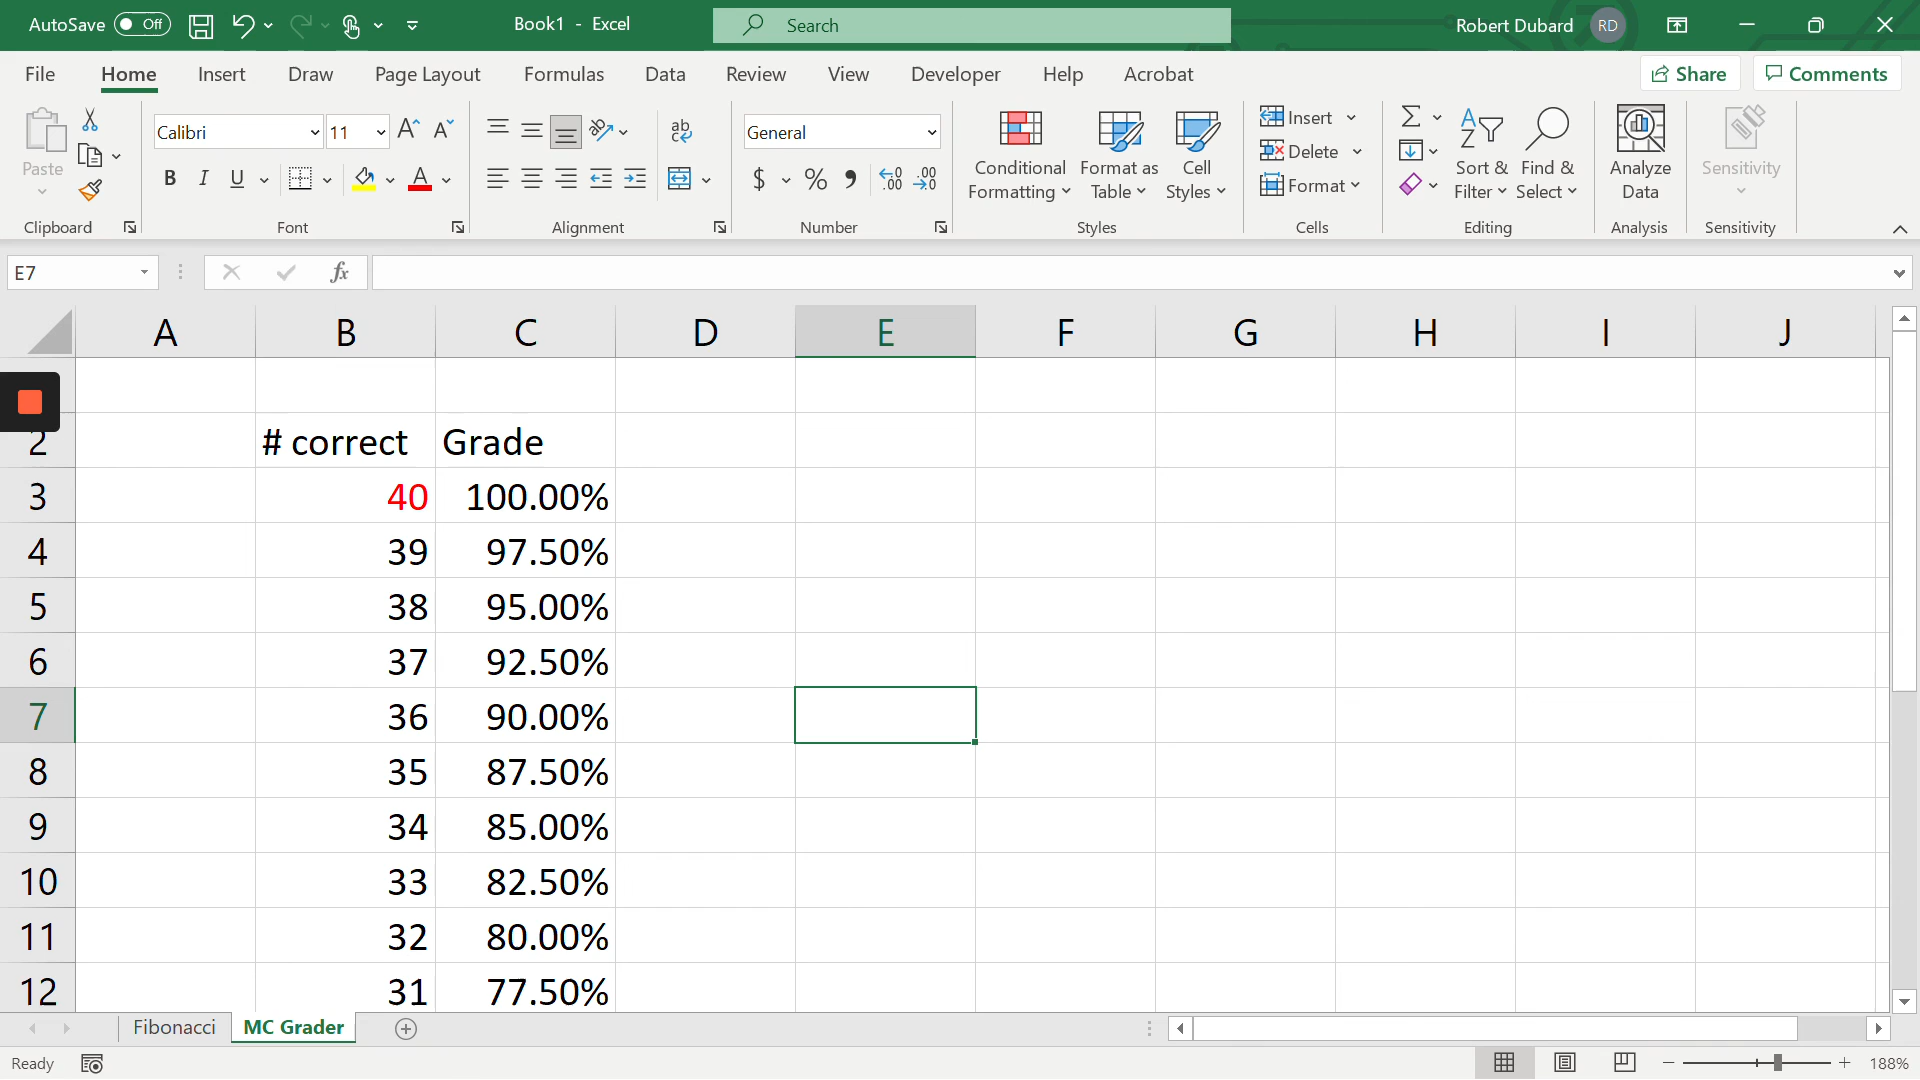 AutoSave Off Book1 - Excel Search Robert Dubard RD
File Home Insert Draw Page Layout Formulas Data Review View Developer Help Acrobat Share Comments
Paste Calibri 11 General Conditional Formatting Format as Table Cell Styles Insert Delete Format Sort & Filter Find & Select Analyze Data Sensitivity
Clipboard Font Alignment Number Styles Cells Editing Analysis Sensitivity
E7 fx
A B C D E F G H I J
2 # correct Grade
3 40 100.00%
4 39 97.50%
5 38 95.00%
6 37 92.50%
7 36 90.00%
8 35 87.50%
9 34 85.00%
10 33 82.50%
11 32 80.00%
12 31 77.50%
Fibonacci MC Grader
Ready 188%